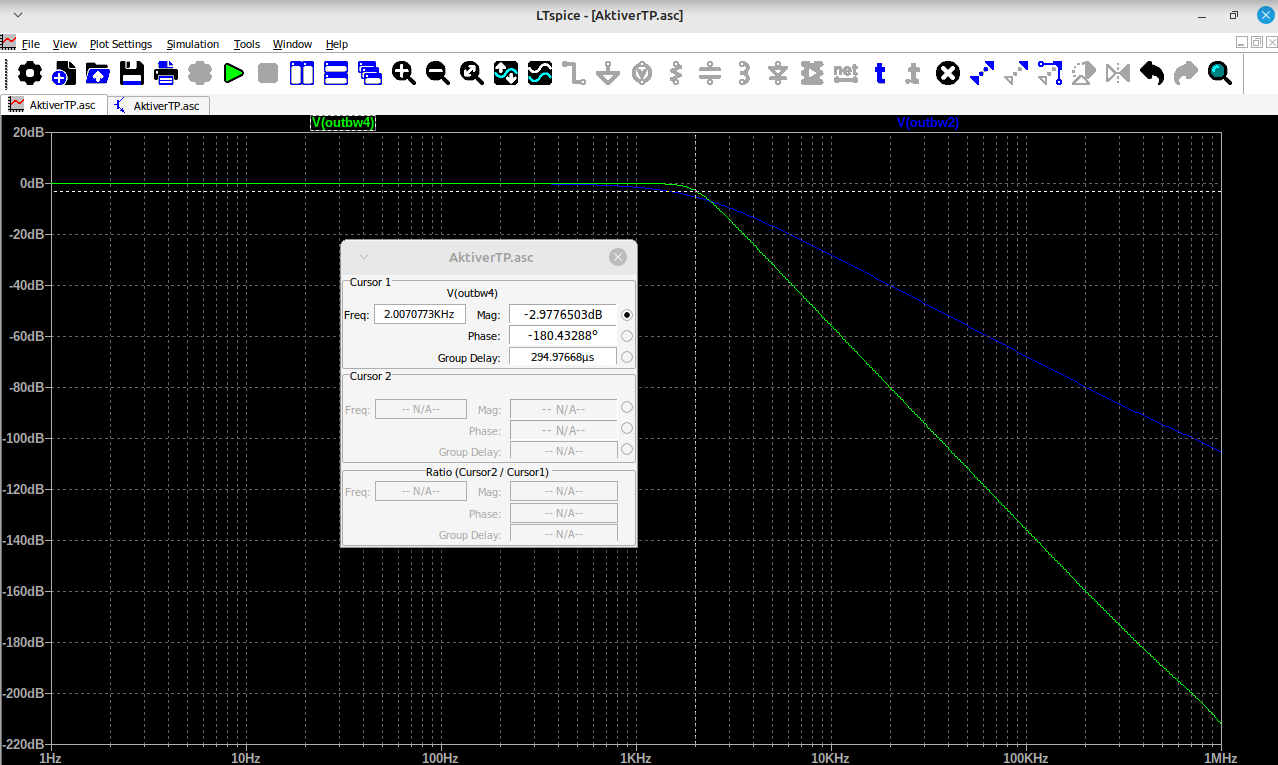 LTspice - [AktiverTP.asc]
File View Plot Settings Simulation Tools Window Help
net t t
AktiverTP.asc AktiverTP.asc
V(outbw4) V(outbw2)
20dB
0dB
-20dB
-40dB
-60dB
-80dB
-100dB
-120dB
-140dB
-160dB
-180dB
-200dB
-220dB
1Hz 10Hz 100Hz 1KHz 10KHz 100KHz 1MHz
AktiverTP.asc
Cursor 1
V(outbw4)
Freq: 2.0070773KHz Mag: -2.9776503dB
Phase: -180.43288°
Group Delay: 294.97668µs
Cursor 2
Freq: -- N/A-- Mag: -- N/A--
Phase: -- N/A--
Group Delay: -- N/A--
Ratio (Cursor2 / Cursor1)
Freq: -- N/A-- Mag: -- N/A--
Phase: -- N/A--
Group Delay: -- N/A--